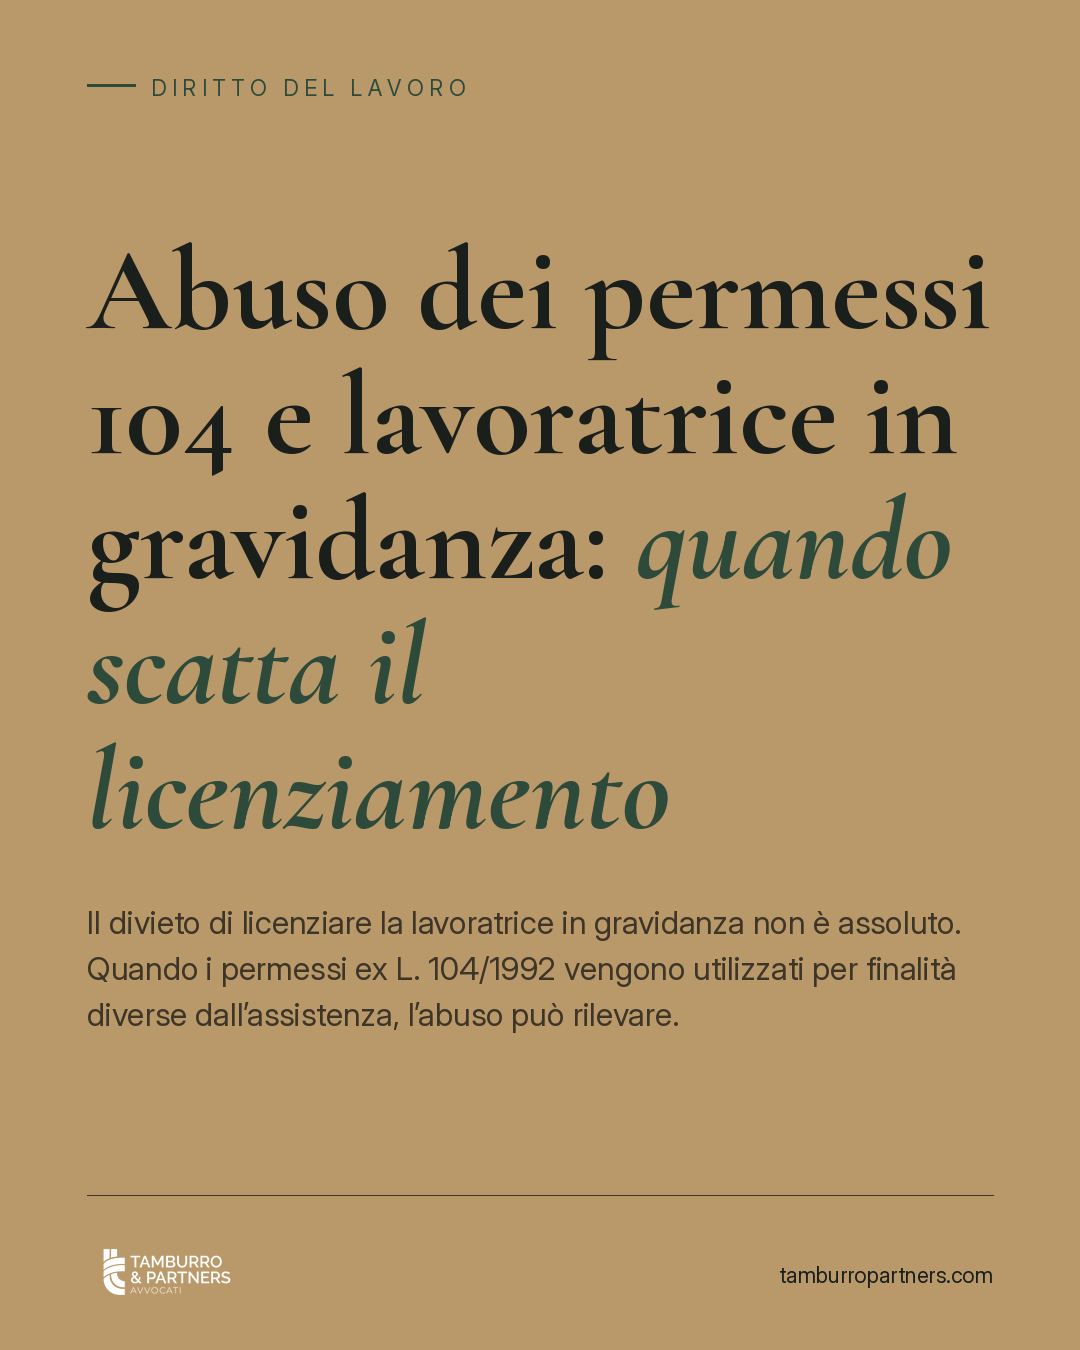 DIRITTO DEL LAVORO
Abuso dei permessi
104 e lavoratrice in
gravidanza: quando
scatta il
licenziamento
Il divieto di licenziare la lavoratrice in gravidanza non è assoluto.
Quando i permessi ex L. 104/1992 vengono utilizzati per finalità
diverse dall’assistenza, l’abuso può rilevare.
TAMBURRO
& PARTNERS
AVVOCATI
tamburropartners.com